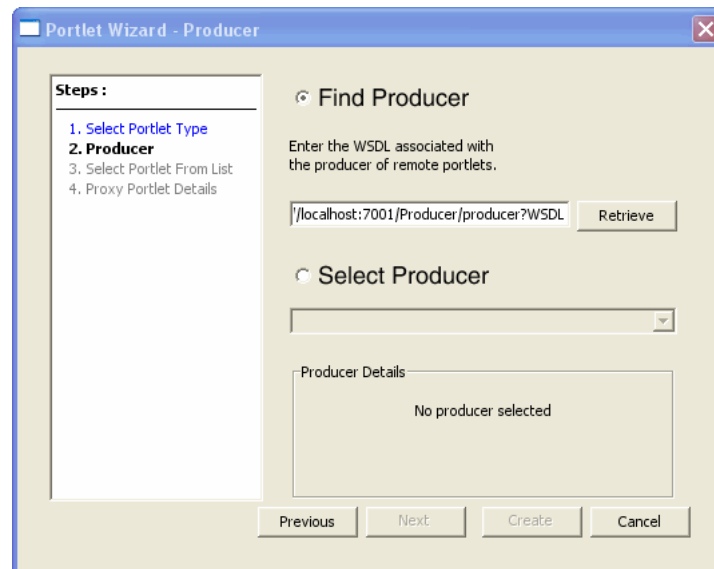 Portlet Wizard - Producer
Steps :
1. Select Portlet Type
2. Producer
3. Select Portlet From List
4. Proxy Portlet Details
Find Producer
Enter the WSDL associated with
the producer of remote portlets.
'/localhost:7001/Producer/producer?WSDL
Retrieve
Select Producer
Producer Details
No producer selected
Previous
Next
Create
Cancel